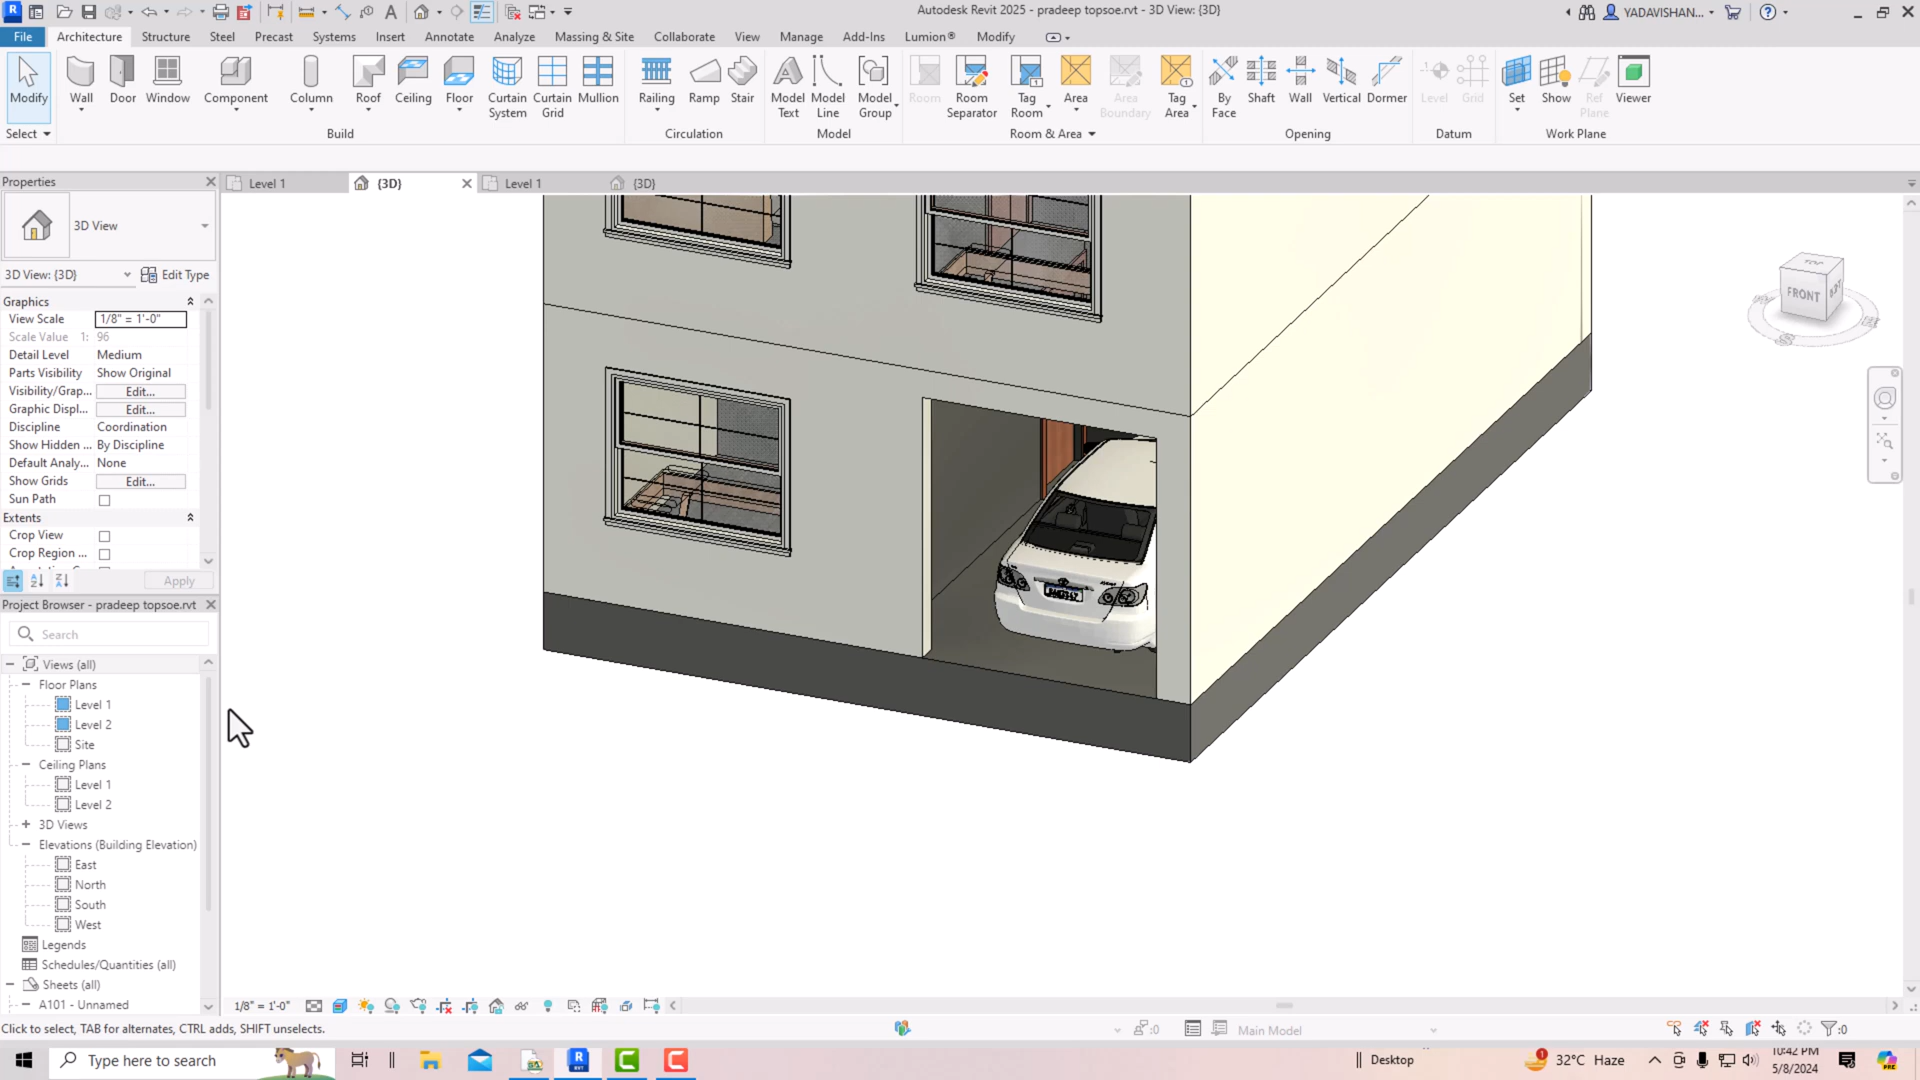 Autodesk Revit 2025 - pradeep topsoe.rvt - 3D View: {3D}
YADAVISHAN...
File Architecture Structure Steel Precast Systems Insert Annotate Analyze Massing & Site Collaborate View Manage Add-Ins Lumion® Modify
Modify Wall Door Window Component Column Roof Ceiling Floor Curtain System Curtain Grid Mullion Railing Ramp Stair Model Text Model Line Model Group Room Room Separator Tag Room Area Area Boundary Tag Area By Face Shaft Wall Vertical Dormer Level Grid Set Show Ref Plane Viewer
Select Build Circulation Model Room & Area Opening Datum Work Plane
Properties
Level 1 {3D} Level 1 {3D}
3D View
3D View: {3D} Edit Type
Graphics
View Scale 1/8" = 1'-0"
Scale Value 1: 96
Detail Level Medium
Parts Visibility Show Original
Visibility/Grap... Edit...
Graphic Displ... Edit...
Discipline Coordination
Show Hidden ... By Discipline
Default Analy... None
Show Grids Edit...
Sun Path
Extents
Crop View
Crop Region ...
Apply
TOP
FRONT
Project Browser - pradeep topsoe.rvt
Search
Views (all)
Floor Plans
Level 1
Level 2
Site
Ceiling Plans
Level 1
Level 2
3D Views
Elevations (Building Elevation)
East
North
South
West
Legends
Schedules/Quantities (all)
Sheets (all)
A101 - Unnamed
1/8" = 1'-0"
Click to select, TAB for alternates, CTRL adds, SHIFT unselects.
:0
Main Model
:0
Type here to search
Desktop
1
32°C Haze
10:42 PM
5/8/2024